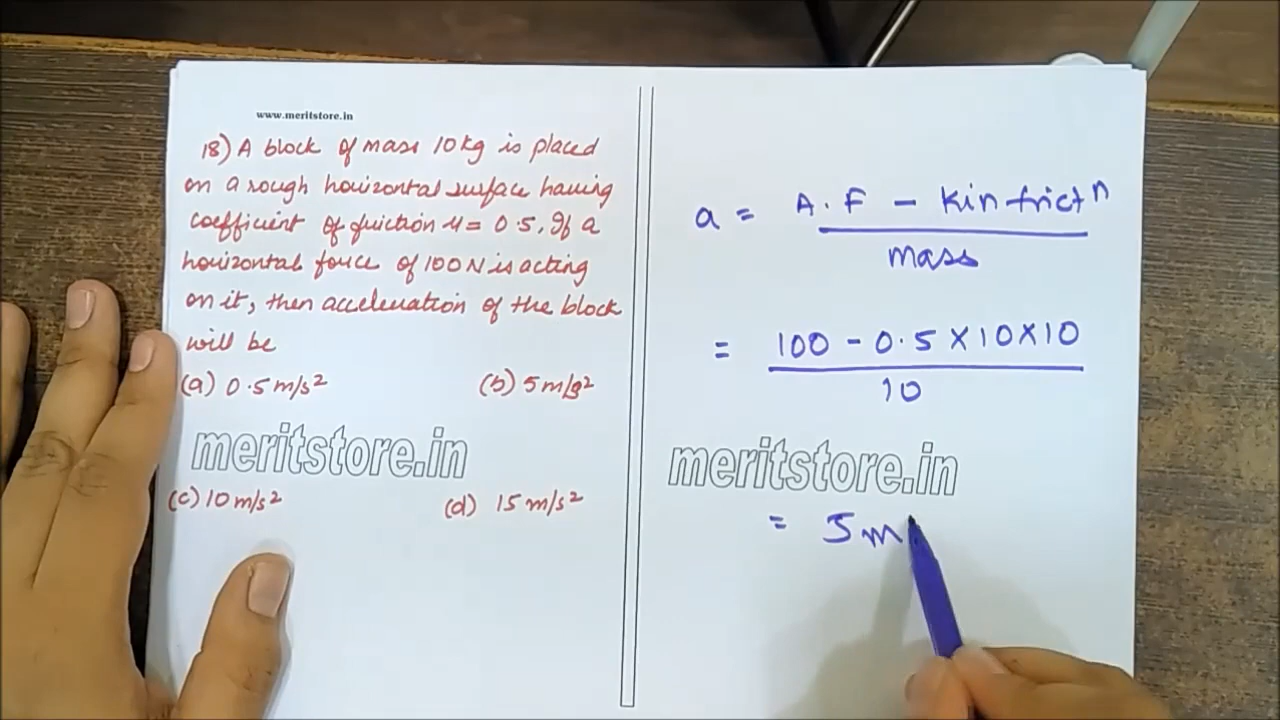 www.meritstore.in
18) A block of mass 10 kg is placed
on a rough horizontal surface having
coefficient of friction μ = 0.5, If a
horizontal force of 100 N is acting
on it, then acceleration of the block
will be
(a) 0.5 m/s² (b) 5 m/s²
meritstore.in
(c) 10 m/s² (d) 15 m/s²
a = A.F - Kin frictⁿ
mass
= 100 - 0.5 × 10 × 10
10
meritstore.in
= 5 m